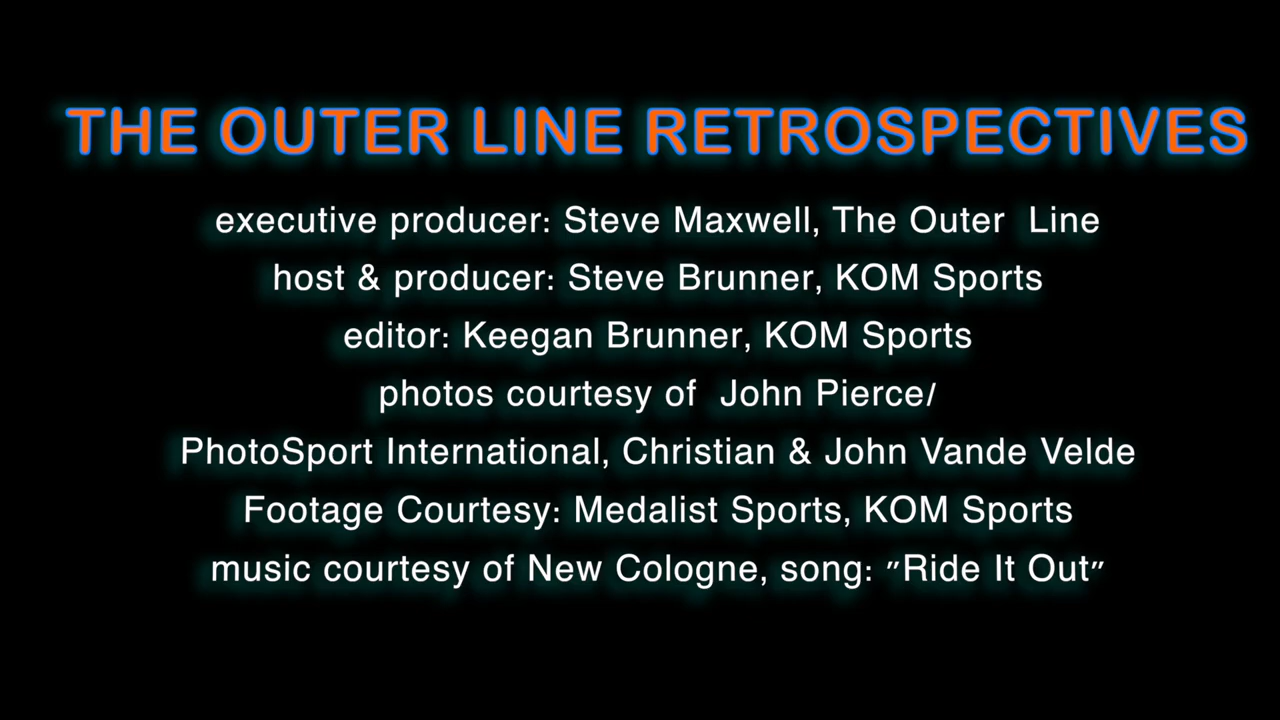 THE OUTER LINE RETROSPECTIVES
executive producer: Steve Maxwell, The Outer  Line
host & producer: Steve Brunner, KOM Sports
editor: Keegan Brunner, KOM Sports
photos courtesy of  John Pierce/
PhotoSport International, Christian & John Vande Velde
Footage Courtesy: Medalist Sports, KOM Sports
music courtesy of New Cologne, song: "Ride It Out"